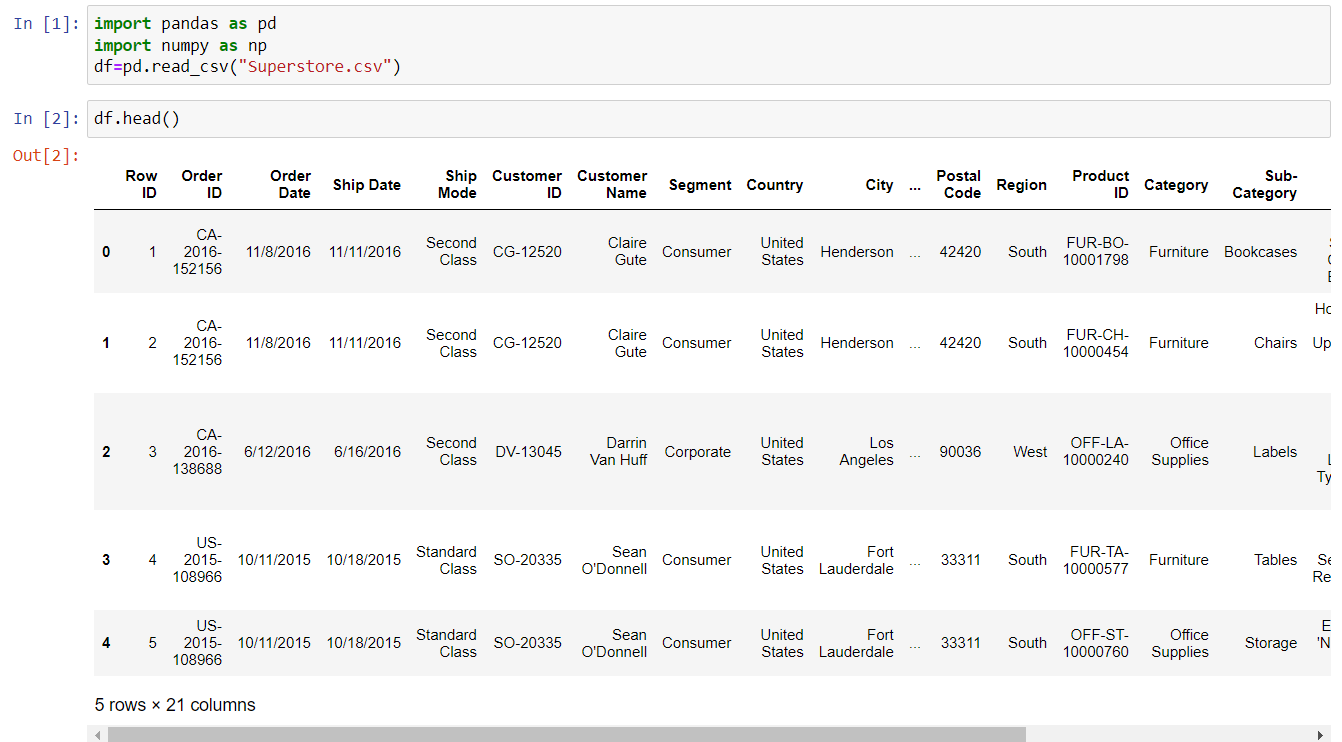 In [1]: import pandas as pd
import numpy as np
df=pd.read_csv("Superstore.csv")
In [2]: df.head()
Out[2]:
Row ID Order ID Order Date Ship Date Ship Mode Customer ID Customer Name Segment Country City ... Postal Code Region Product ID Category Sub-Category
0 1 CA-2016-152156 11/8/2016 11/11/2016 Second Class CG-12520 Claire Gute Consumer United States Henderson ... 42420 South FUR-BO-10001798 Furniture Bookcases
1 2 CA-2016-152156 11/8/2016 11/11/2016 Second Class CG-12520 Claire Gute Consumer United States Henderson ... 42420 South FUR-CH-10000454 Furniture Chairs
2 3 CA-2016-138688 6/12/2016 6/16/2016 Second Class DV-13045 Darrin Van Huff Corporate United States Los Angeles ... 90036 West OFF-LA-10000240 Office Supplies Labels
3 4 US-2015-108966 10/11/2015 10/18/2015 Standard Class SO-20335 Sean O'Donnell Consumer United States Fort Lauderdale ... 33311 South FUR-TA-10000577 Furniture Tables
4 5 US-2015-108966 10/11/2015 10/18/2015 Standard Class SO-20335 Sean O'Donnell Consumer United States Fort Lauderdale ... 33311 South OFF-ST-10000760 Office Supplies Storage
5 rows × 21 columns